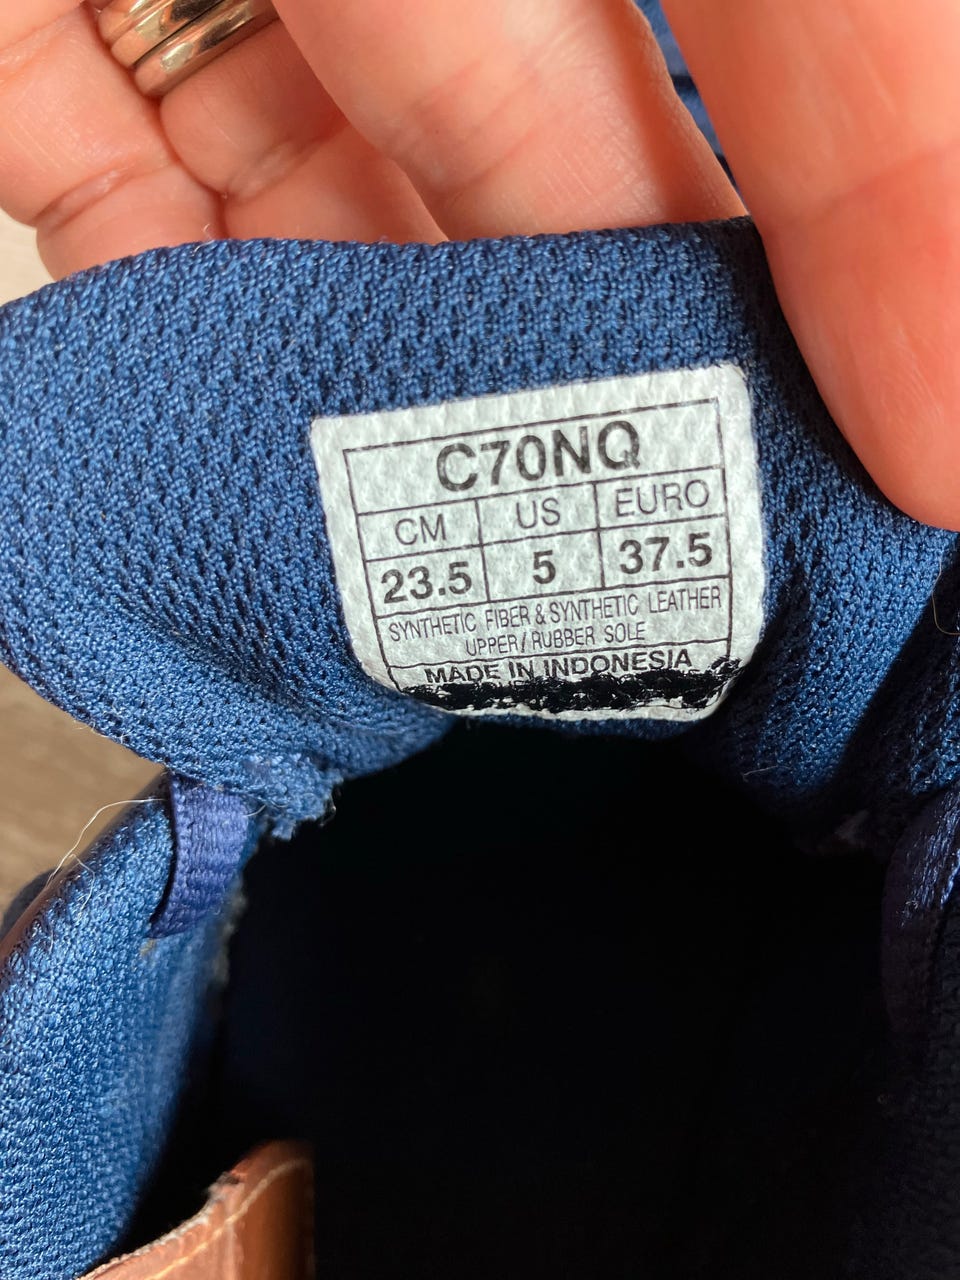 C70NQ
CM US EURO
23.5 5 37.5
SYNTHETIC FIBER & SYNTHETIC LEATHER
UPPER / RUBBER SOLE
MADE IN INDONESIA